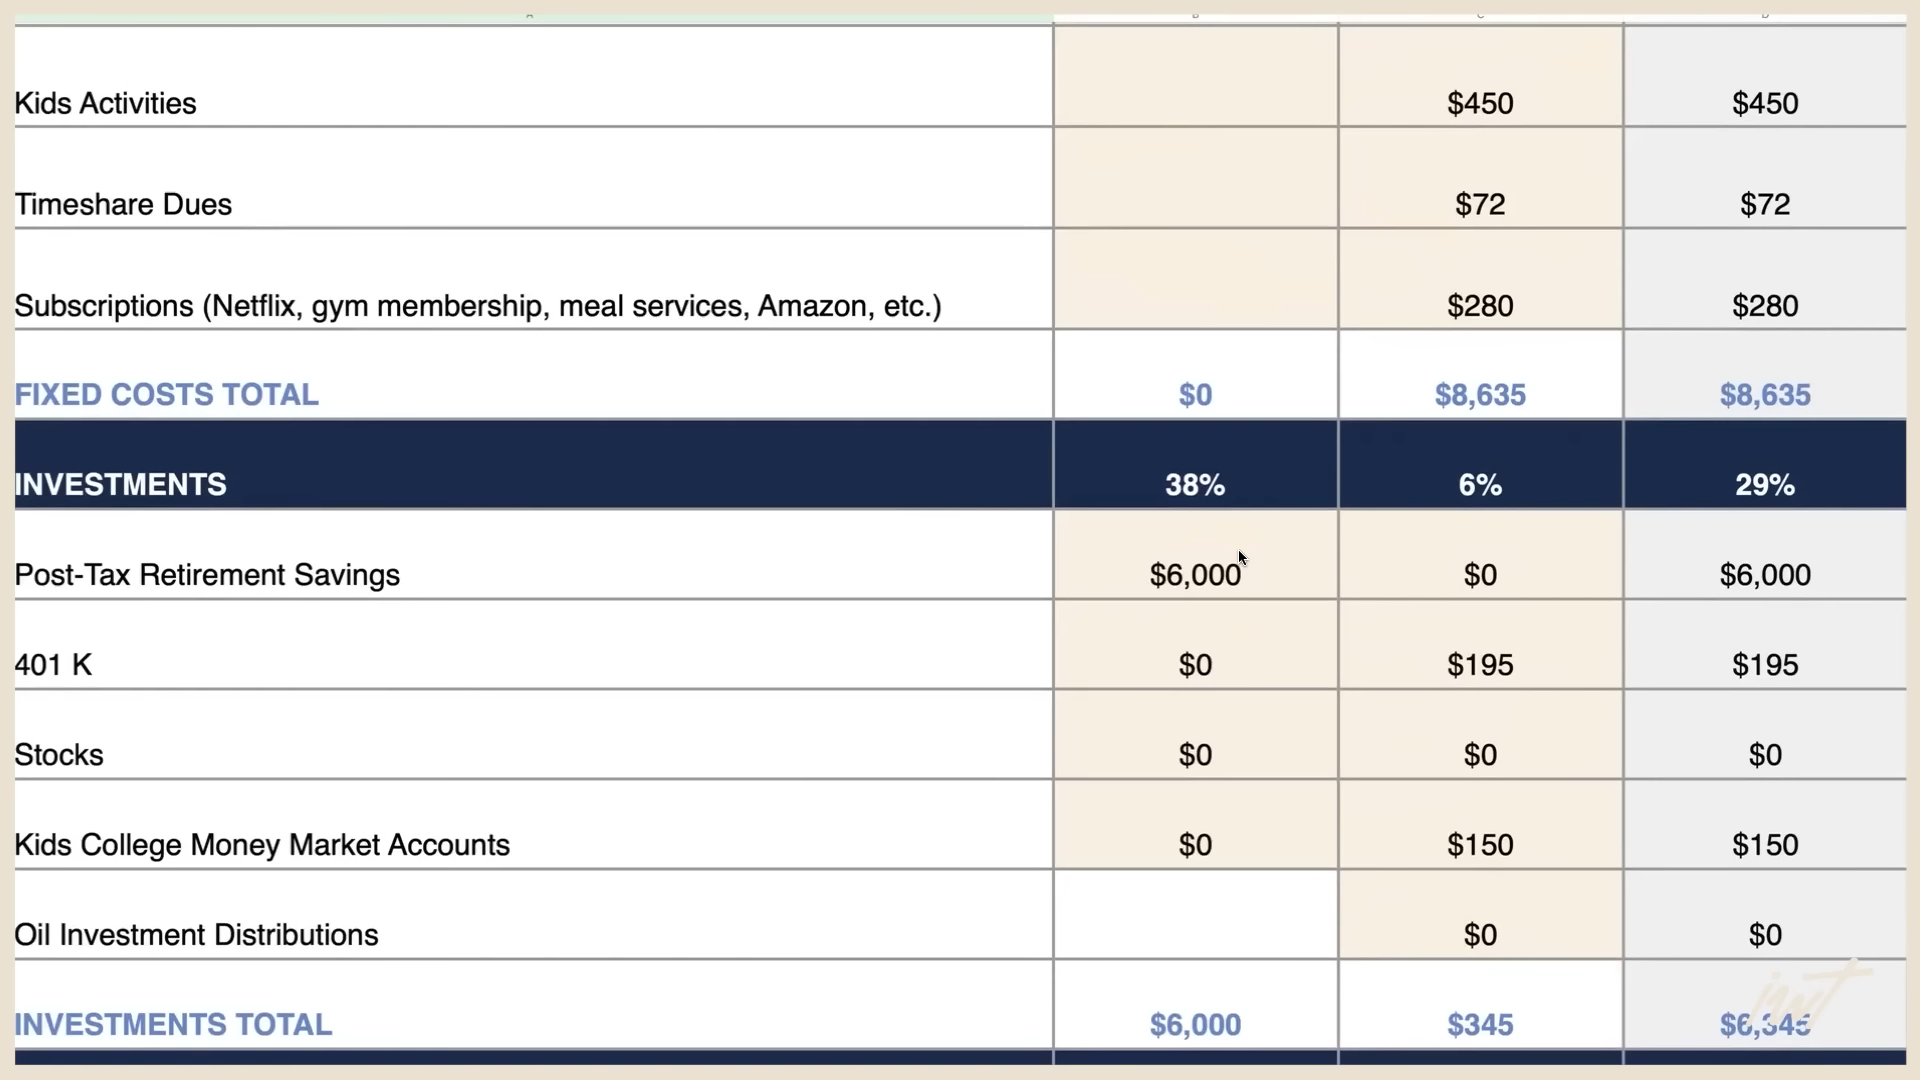 Kids Activities $450 $450
Timeshare Dues $72 $72
Subscriptions (Netflix, gym membership, meal services, Amazon, etc.) $280 $280
FIXED COSTS TOTAL $0 $8,635 $8,635
INVESTMENTS 38% 6% 29%
Post-Tax Retirement Savings $6,000 $0 $6,000
401 K $0 $195 $195
Stocks $0 $0 $0
Kids College Money Market Accounts $0 $150 $150
Oil Investment Distributions $0 $0
INVESTMENTS TOTAL $6,000 $345 $6,345
iwt